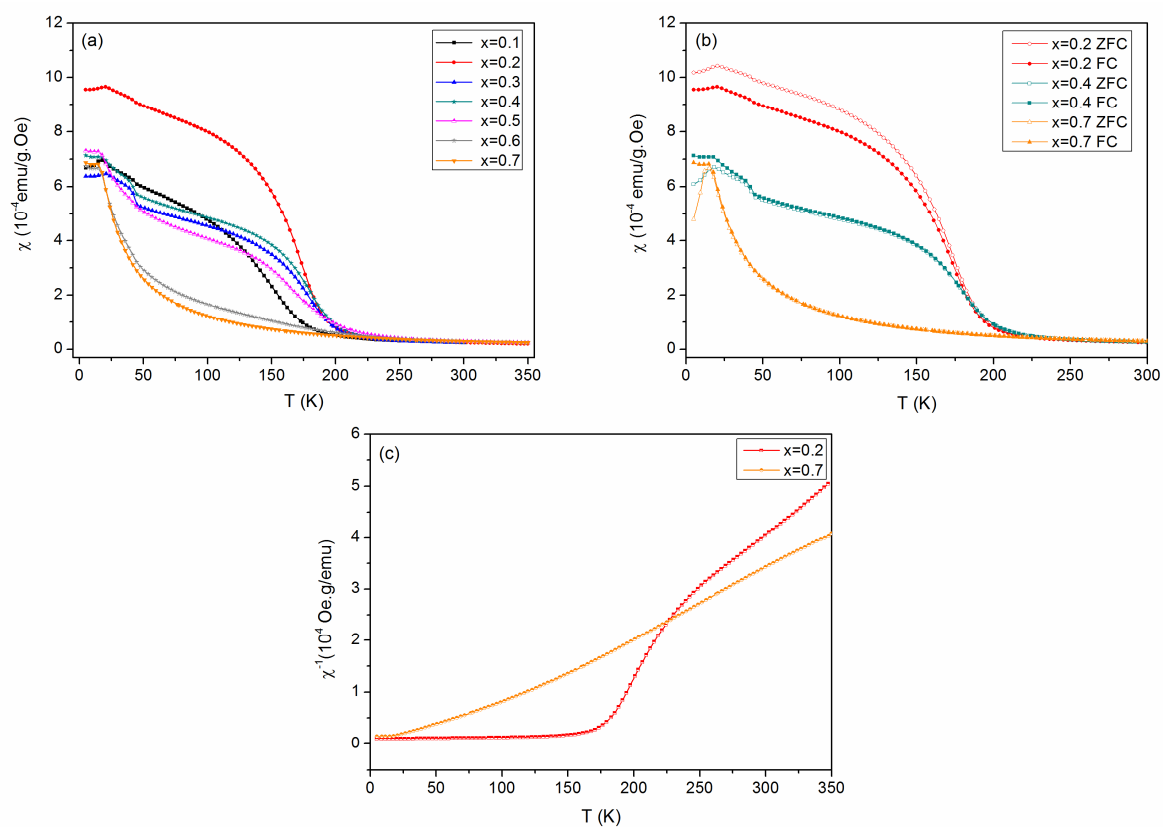 (a)
x=0.1
x=0.2
x=0.3
x=0.4
x=0.5
x=0.6
x=0.7
χ (10⁻⁴emu/g.Oe)
12
10
8
6
4
2
0
0 50 100 150 200 250 300 350
T (K)
(b)
x=0.2 ZFC
x=0.2 FC
x=0.4 ZFC
x=0.4 FC
x=0.7 ZFC
x=0.7 FC
χ (10⁻⁴ emu/g.Oe)
12
10
8
6
4
2
0
0 50 100 150 200 250 300
T (K)
(c)
x=0.2
x=0.7
χ⁻¹(10⁴ Oe.g/emu)
6
5
4
3
2
1
0
0 50 100 150 200 250 300 350
T (K)